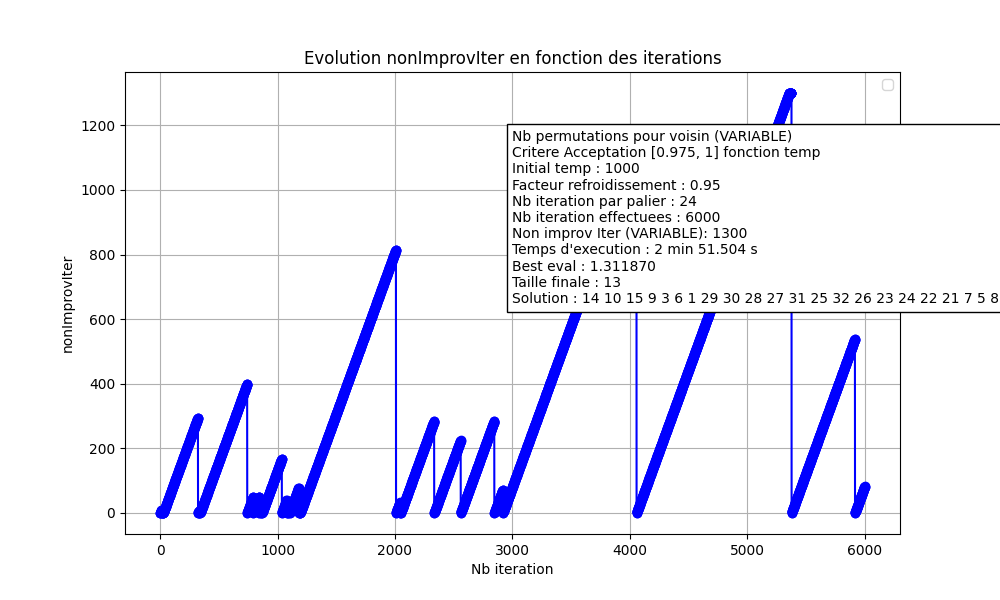 Evolution nonImprovIter en fonction des iterations
1200
1000
800
600
400
200
0
nonImprovIter
Nb permutations pour voisin (VARIABLE)
Critere Acceptation [0.975, 1] fonction temp
Initial temp : 1000
Facteur refroidissement : 0.95
Nb iteration par palier : 24
Nb iteration effectuees : 6000
Non improv Iter (VARIABLE): 1300
Temps d'execution : 2 min 51.504 s
Best eval : 1.311870
Taille finale : 13
Solution : 14 10 15 9 3 6 1 29 30 28 27 31 25 32 26 23 24 22 21 7 5 8
0 1000 2000 3000 4000 5000 6000
Nb iteration